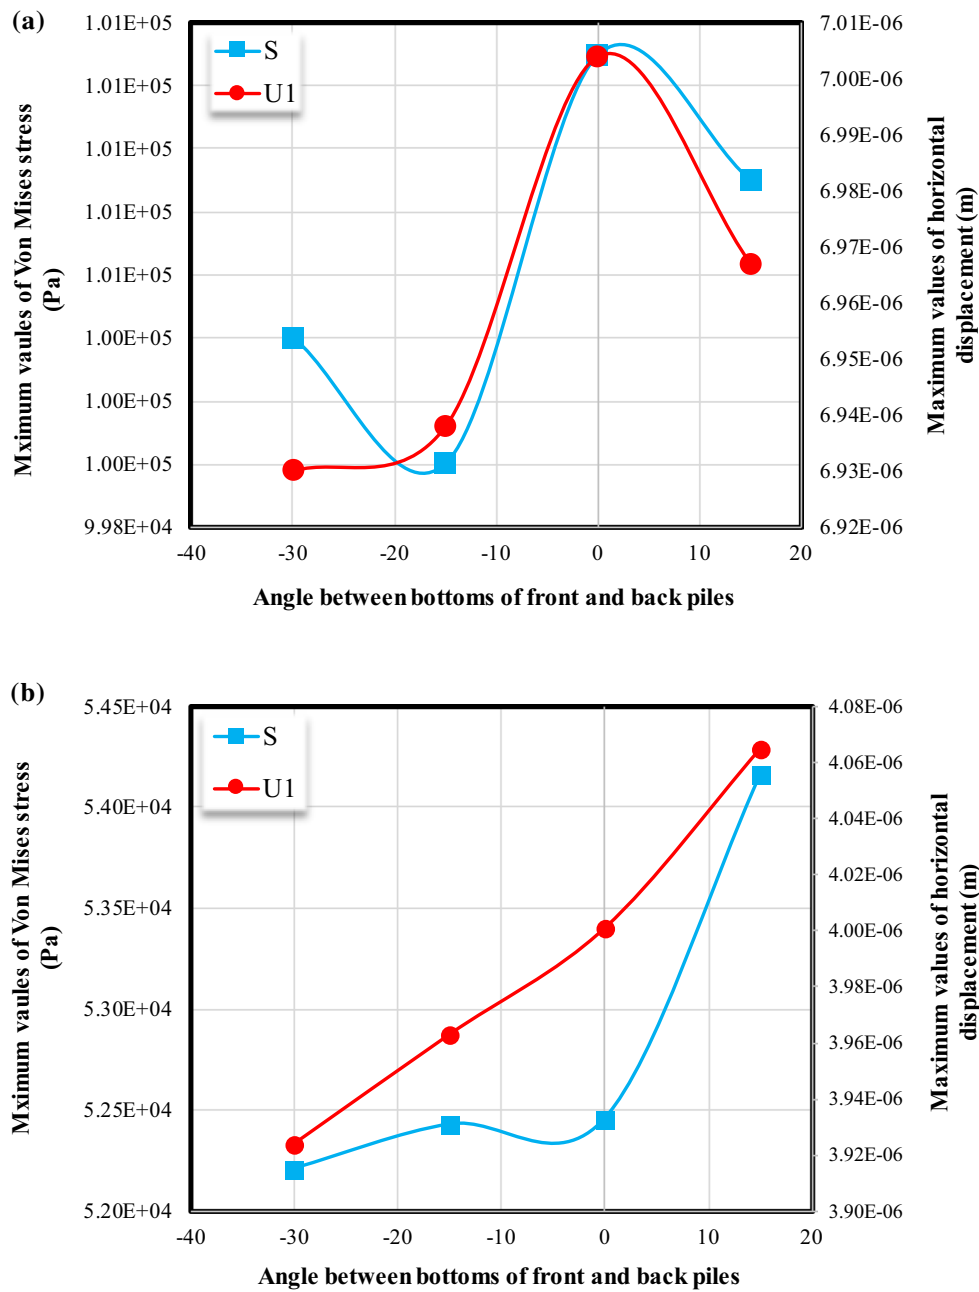 (a)
1.01E+05
1.01E+05
1.01E+05
1.01E+05
1.01E+05
1.00E+05
1.00E+05
1.00E+05
9.98E+04
Mximum vaules of Von Mises stress
(Pa)
S
U1
7.01E-06
7.00E-06
6.99E-06
6.98E-06
6.97E-06
6.96E-06
6.95E-06
6.94E-06
6.93E-06
6.92E-06
Maximum values of horizontal
displacement (m)
-40 -30 -20 -10 0 10 20
Angle between bottoms of front and back piles
(b)
5.45E+04
5.40E+04
5.35E+04
5.30E+04
5.25E+04
5.20E+04
Mximum vaules of Von Mises stress
(Pa)
S
U1
4.08E-06
4.06E-06
4.04E-06
4.02E-06
4.00E-06
3.98E-06
3.96E-06
3.94E-06
3.92E-06
3.90E-06
Maximum values of horizontal
displacement (m)
-40 -30 -20 -10 0 10 20
Angle between bottoms of front and back piles